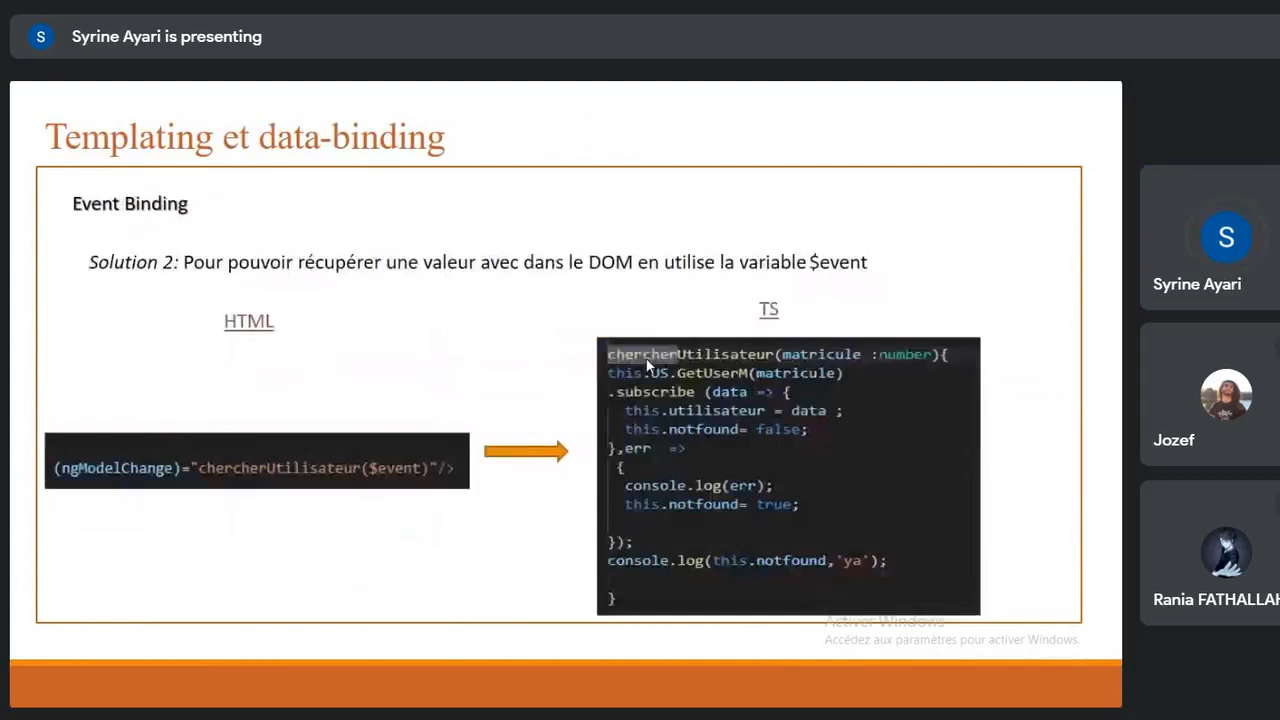 S
Syrine Ayari is presenting
Templating et data-binding
Event Binding
Solution 2: Pour pouvoir récupérer une valeur avec dans le DOM en utilise la variable $event
HTML
(ngModelChange)="chercherUtilisateur($event)"/>
TS
chercherUtilisateur(matricule :number){
this.US.GetUserM(matricule)
.subscribe (data => {
this.utilisateur = data ;
this.notfound= false;
},err =>
{
console.log(err);
this.notfound= true;
});
console.log(this.notfound,'ya');
}
Activer Windows
Accédez aux paramètres pour activer Windows.
S
Syrine Ayari
Jozef
Rania FATHALLAH